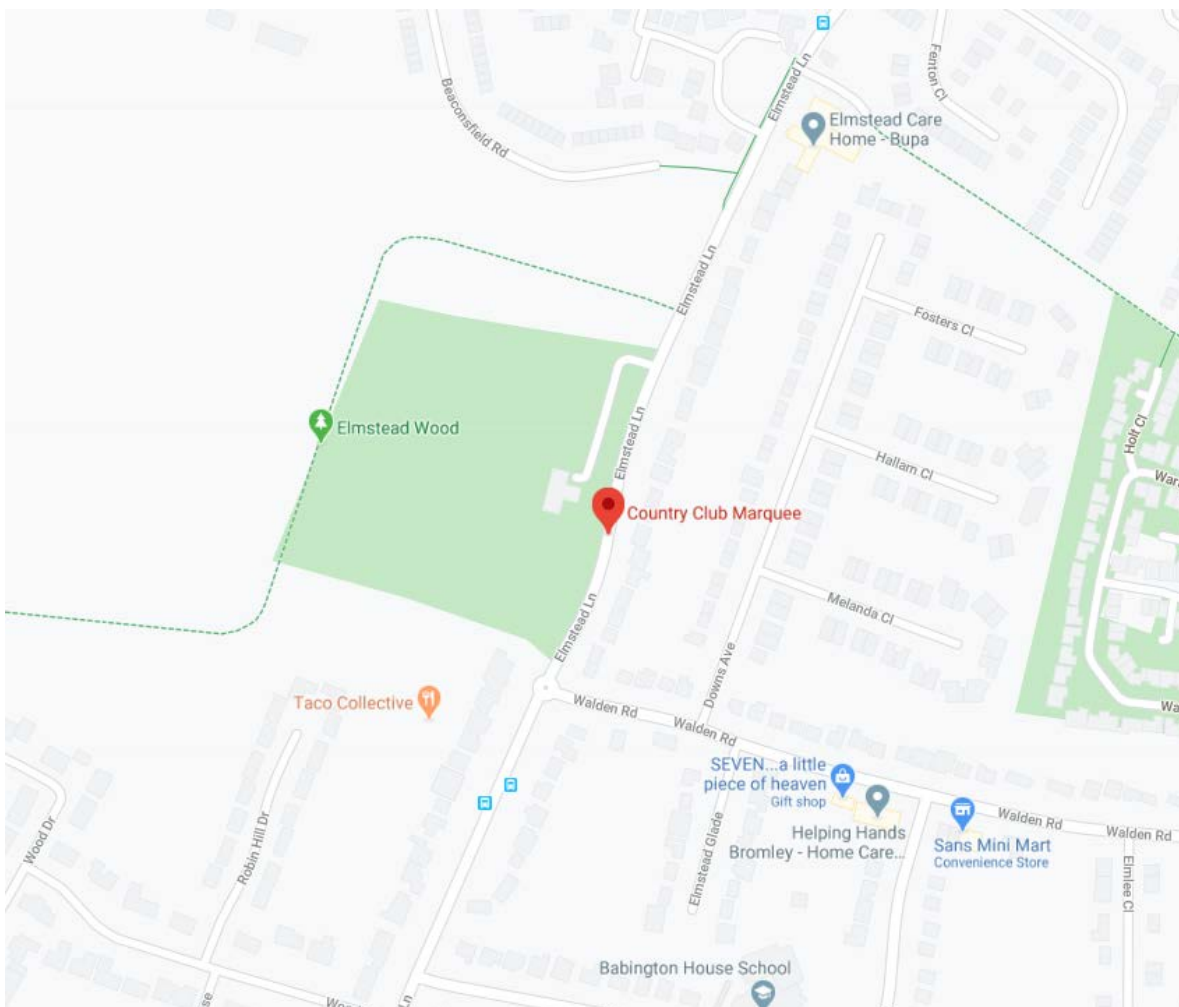 Elmstead Ln
Fenton Cl
Beaconsfield Rd
Elmstead Care
Home - Bupa
Elmstead Ln
Fosters Cl
Elmstead Wood
Elmstead Ln
Hallam Cl
Holt Cl
Country Club Marquee
Melanda Cl
Elmstead Ln
Downs Ave
Taco Collective
Walden Rd
Walden Rd
SEVEN...a little
piece of heaven
Gift shop
Helping Hands
Bromley - Home Care...
Sans Mini Mart
Convenience Store
Walden Rd
Walden Rd
Wood Dr
Robin Hill Dr
Elmstead Glade
Elmlee Cl
Babington House School
Ln